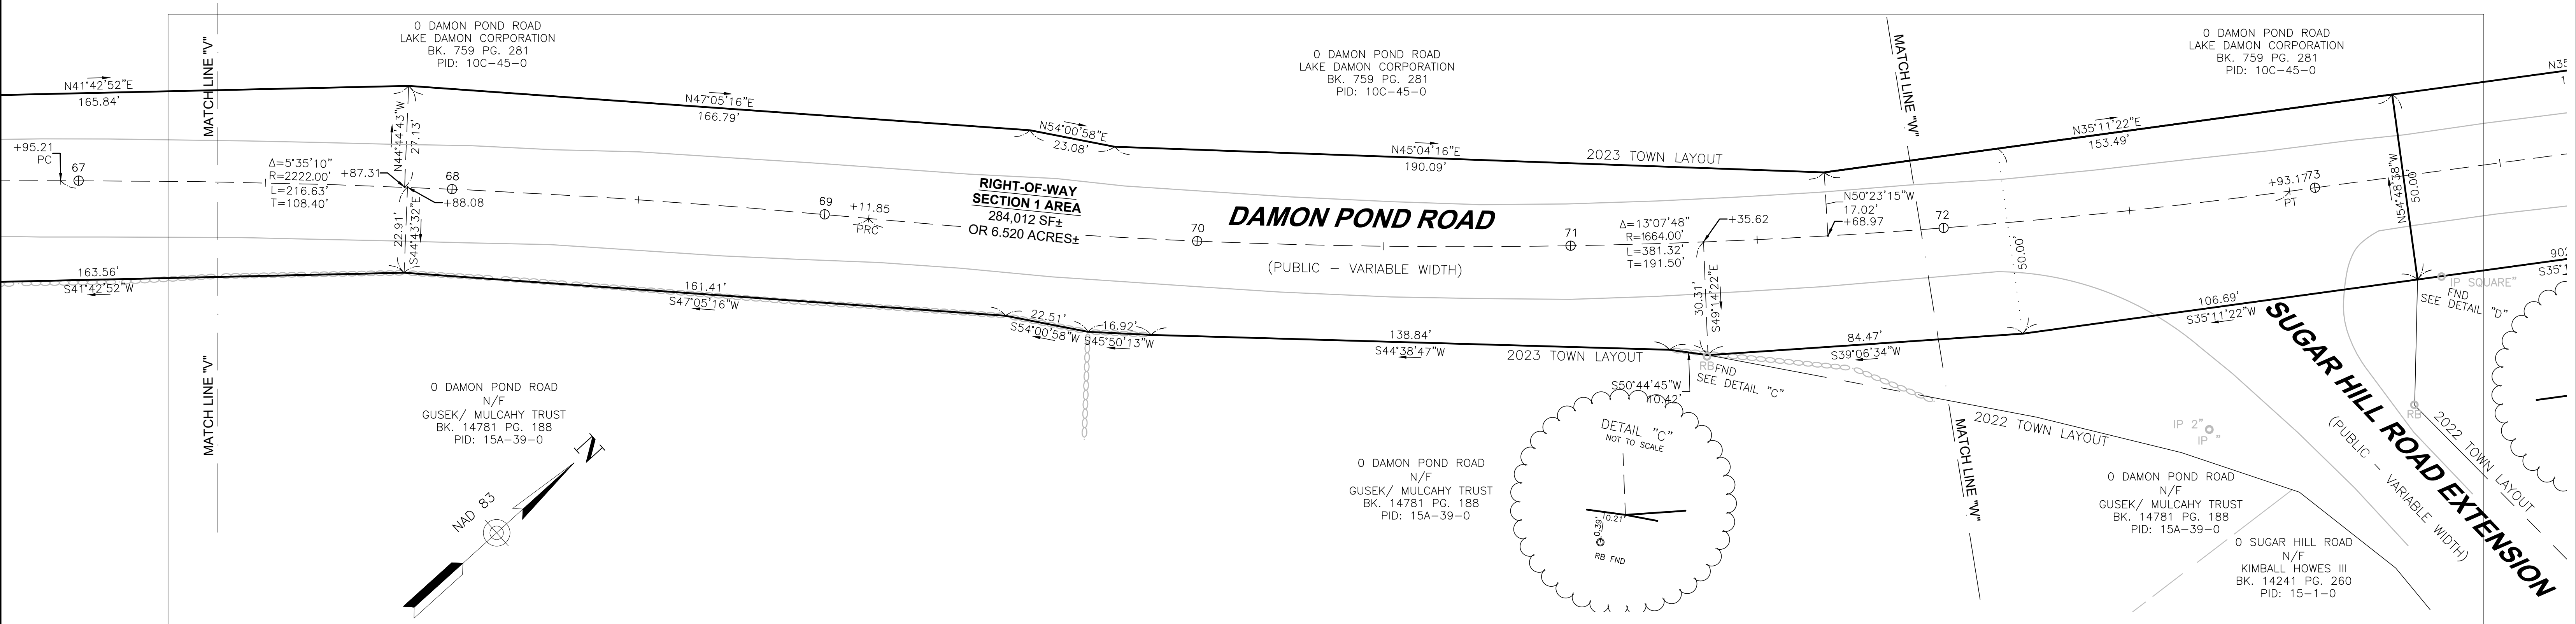 0 DAMON POND ROAD
LAKE DAMON CORPORATION
BK. 759 PG. 281
PID: 10C-45-0
0 DAMON POND ROAD
LAKE DAMON CORPORATION
BK. 759 PG. 281
PID: 10C-45-0
0 DAMON POND ROAD
LAKE DAMON CORPORATION
BK. 759 PG. 281
PID: 10C-45-0
MATCH LINE "V"
MATCH LINE "W"
N41°42'52"E
165.84'
N47°05'16"E
166.79'
N54°00'58"E
23.08'
N45°04'16"E
190.09'
2023 TOWN LAYOUT
N35°11'22"E
153.49'
N35
1
+95.21
PC
67
Δ=5°35'10"
R=2222.00'
L=216.63'
T=108.40'
+87.31
N44°44'43"W
27.13'
68
+88.08
22.91'
S44°43'32"E
69
+11.85
PRC
RIGHT-OF-WAY
SECTION 1 AREA
284,012 SF±
OR 6.520 ACRES±
70
DAMON POND ROAD
(PUBLIC - VARIABLE WIDTH)
71
Δ=13°07'48"
R=1664.00'
L=381.32'
T=191.50'
+35.62
30.31'
S49°14'22"E
N50°23'15"W
17.02'
+68.97
72
50.00'
+93.17
PT
73
N54°48'38"W
50.00'
163.56'
S41°42'52"W
161.41'
S47°05'16"W
22.51'
S54°00'58"W
16.92'
S45°50'13"W
138.84'
S44°38'47"W
2023 TOWN LAYOUT
S50°44'45"W
10.42'
RB
FND
SEE DETAIL "C"
84.47'
S39°06'34"W
106.69'
S35°11'22"W
902
S35°1
IP SQUARE"
FND
SEE DETAIL "D"
SUGAR HILL ROAD EXTENSION
(PUBLIC - VARIABLE WIDTH)
RB
2022 TOWN LAYOUT
2022 TOWN LAYOUT
IP 2"
IP "
MATCH LINE "V"
MATCH LINE "W"
0 DAMON POND ROAD
N/F
GUSEK/ MULCAHY TRUST
BK. 14781 PG. 188
PID: 15A-39-0
N
NAD 83
0 DAMON POND ROAD
N/F
GUSEK/ MULCAHY TRUST
BK. 14781 PG. 188
PID: 15A-39-0
DETAIL "C"
NOT TO SCALE
10.21'
0.39'
RB FND
0 DAMON POND ROAD
N/F
GUSEK/ MULCAHY TRUST
BK. 14781 PG. 188
PID: 15A-39-0
0 SUGAR HILL ROAD
N/F
KIMBALL HOWES III
BK. 14241 PG. 260
PID: 15-1-0